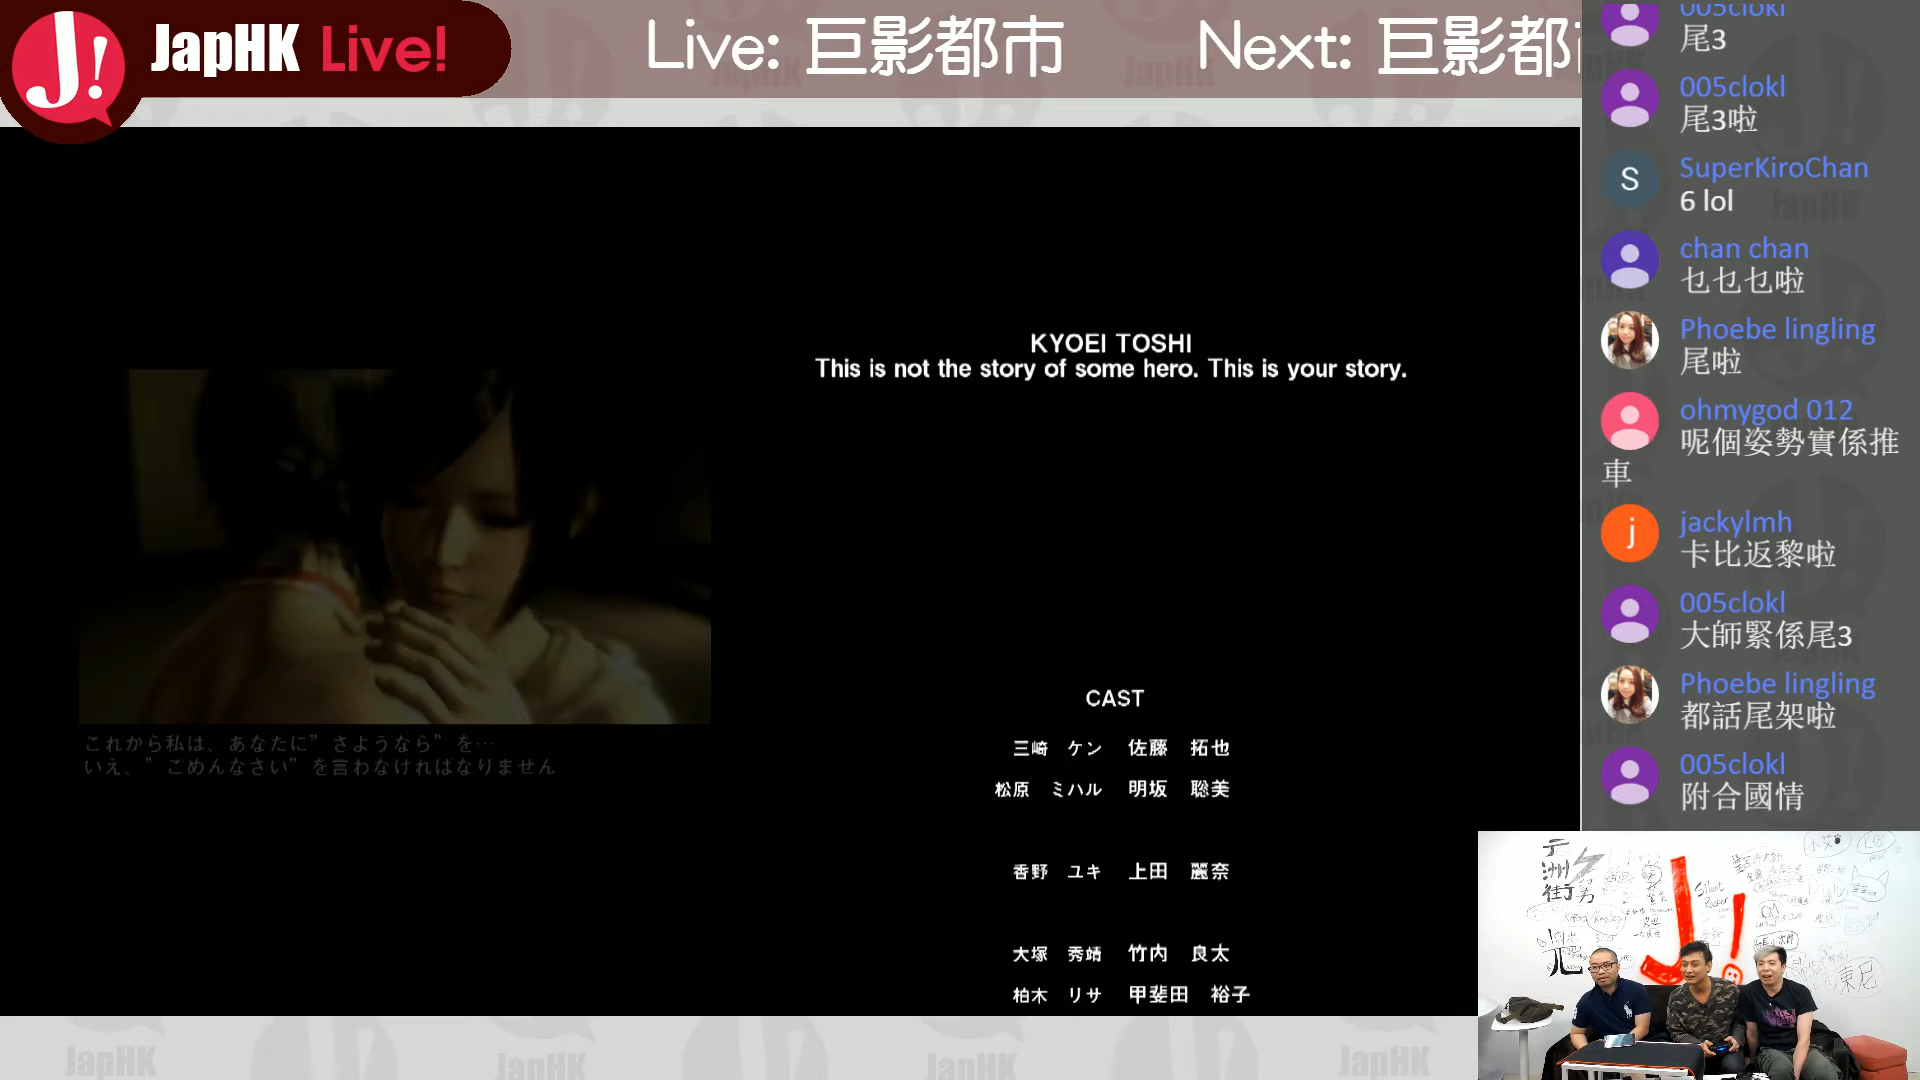 J! JapHK Live!
Live: 巨影都市 Next: 巨影都
005clokl
尾3
005clokl
尾3啦
S SuperKiroChan
6 lol
chan chan
乜乜乜啦
Phoebe lingling
尾啦
ohmygod 012
呢個姿勢實係推
車
j jackylmh
卡比返黎啦
005clokl
大師緊係尾3
Phoebe lingling
都話尾架啦
005clokl
附合國情
KYOEI TOSHI
This is not the story of some hero. This is your story.
これから私は、あなたに”さようなら”を…
いえ、”ごめんなさい”を言わなければなりません
CAST
三崎 ケン 佐藤 拓也
松原 ミハル 明坂 聡美
香野 ユキ 上田 麗奈
大塚 秀靖 竹内 良太
柏木 リサ 甲斐田 裕子
J!
Silent
Rocker
JapHK
JapHK
JapHK
JapHK